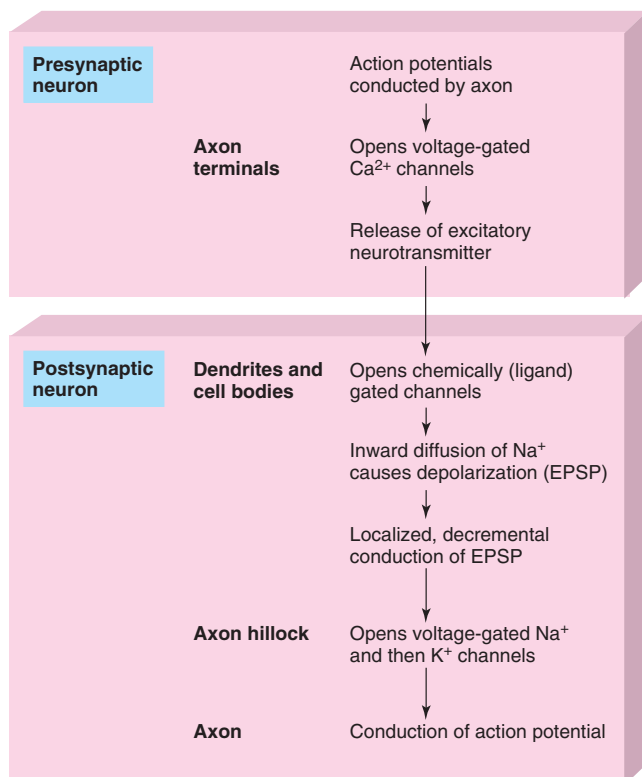 Presynaptic
neuron
Action potentials
conducted by axon
Axon
terminals
Opens voltage-gated
Ca²⁺ channels
Release of excitatory
neurotransmitter
Postsynaptic
neuron
Dendrites and
cell bodies
Opens chemically (ligand)
gated channels
Inward diffusion of Na⁺
causes depolarization (EPSP)
Localized, decremental
conduction of EPSP
Axon hillock
Opens voltage-gated Na⁺
and then K⁺ channels
Axon
Conduction of action potential